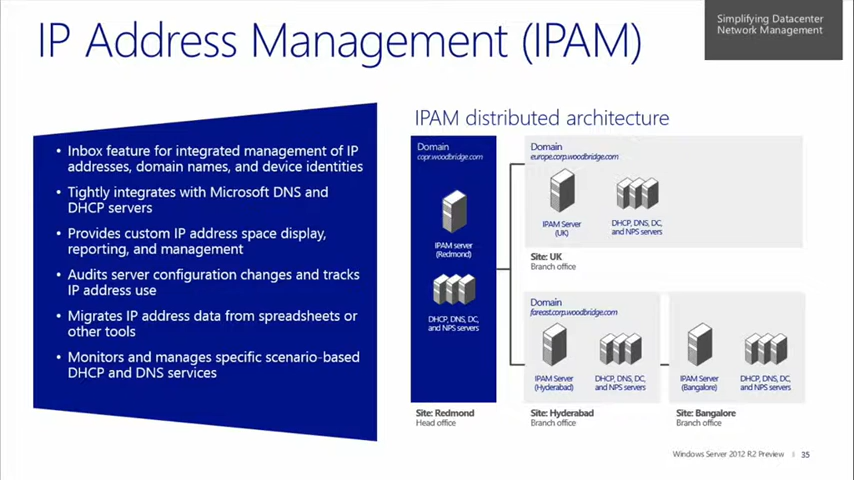 Simplifying Datacenter
Network Management
IP Address Management (IPAM)
• Inbox feature for integrated management of IP
addresses, domain names, and device identities
• Tightly integrates with Microsoft DNS and
DHCP servers
• Provides custom IP address space display,
reporting, and management
• Audits server configuration changes and tracks
IP address use
• Migrates IP address data from spreadsheets or
other tools
• Monitors and manages specific scenario-based
DHCP and DNS services
IPAM distributed architecture
Domain
copr.woodbridge.com
IPAM server
(Redmond)
DHCP, DNS, DC,
and NPS servers
Site: Redmond
Head office
Domain
europe.corp.woodbridge.com
IPAM Server
(UK)
DHCP, DNS, DC,
and NPS servers
Site: UK
Branch office
Domain
fareast.corp.woodbridge.com
IPAM Server
(Hyderabad)
DHCP, DNS, DC,
and NPS servers
Site: Hyderabad
Branch office
IPAM Server
(Bangalore)
DHCP, DNS, DC,
and NPS servers
Site: Bangalore
Branch office
Windows Server 2012 R2 Preview | 35